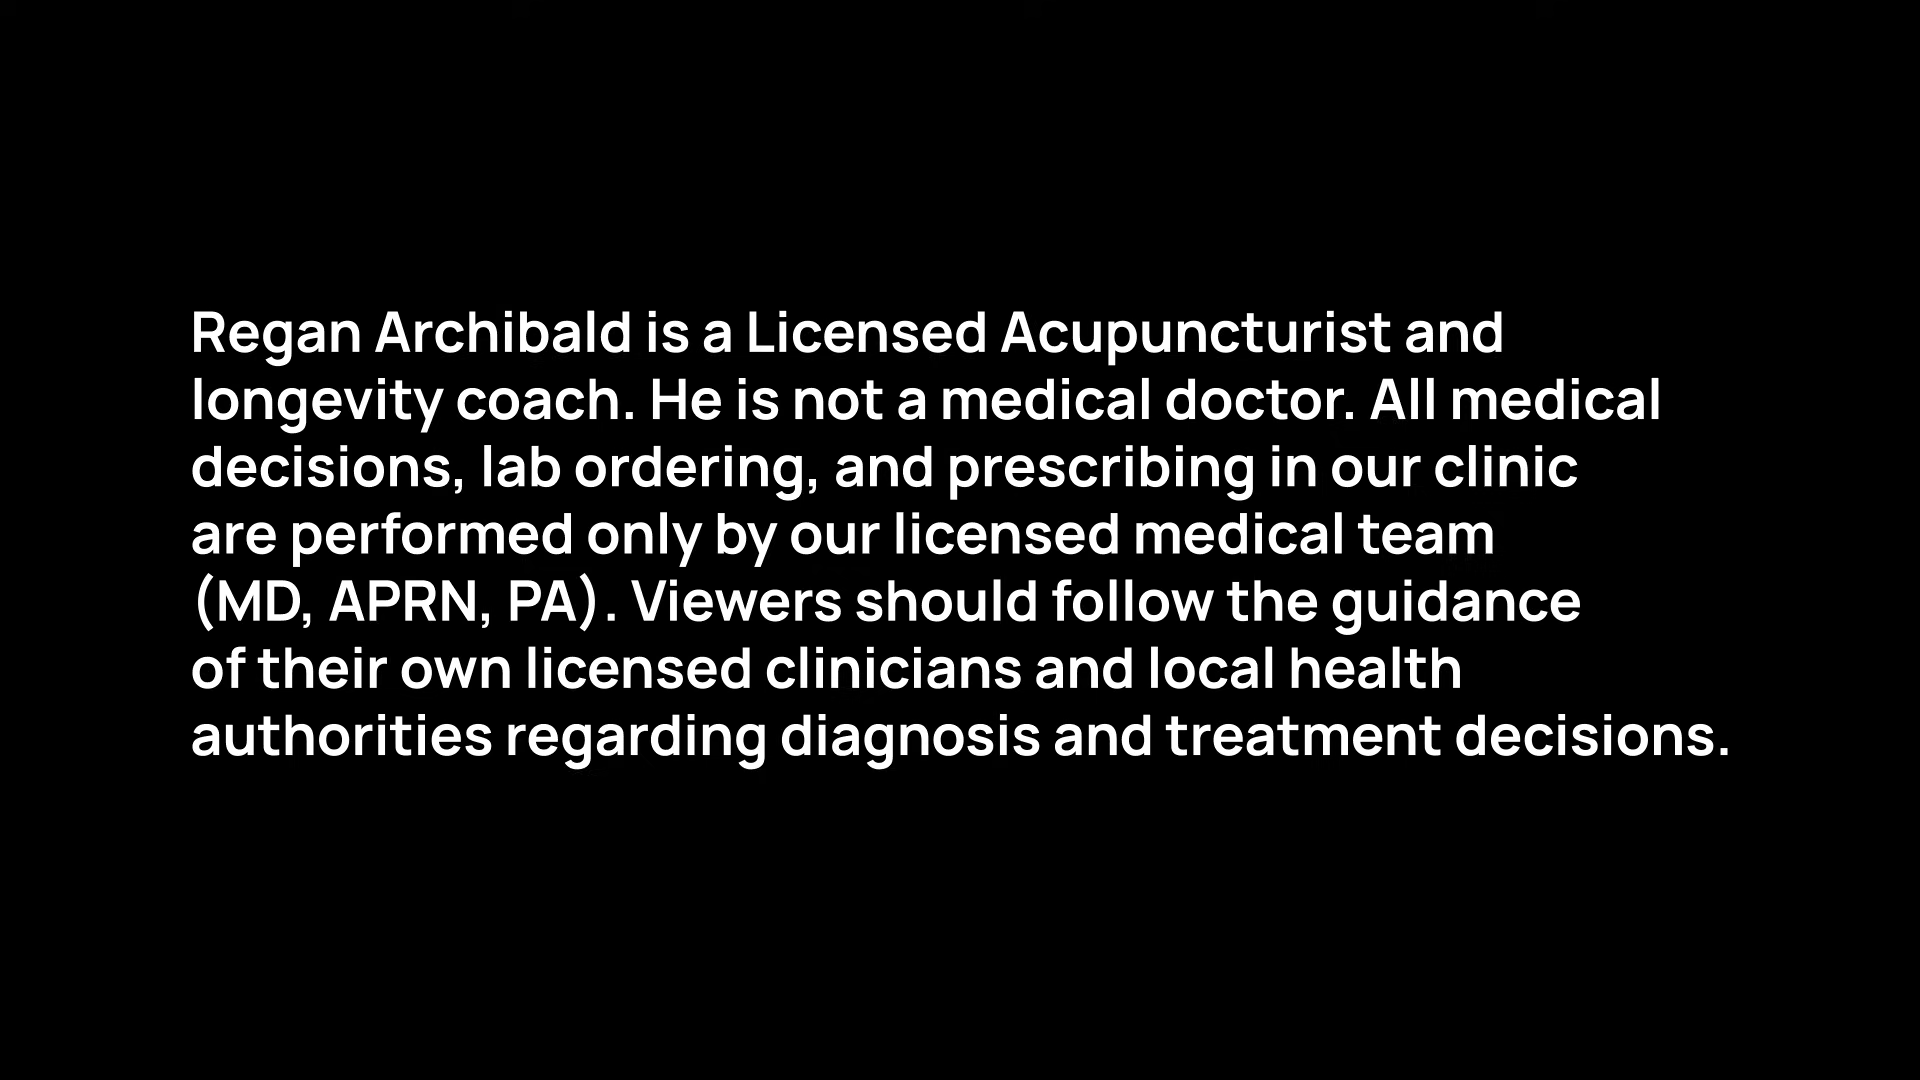 Regan Archibald is a Licensed Acupuncturist and
longevity coach. He is not a medical doctor. All medical
decisions, lab ordering, and prescribing in our clinic
are performed only by our licensed medical team
(MD, APRN, PA). Viewers should follow the guidance
of their own licensed clinicians and local health
authorities regarding diagnosis and treatment decisions.